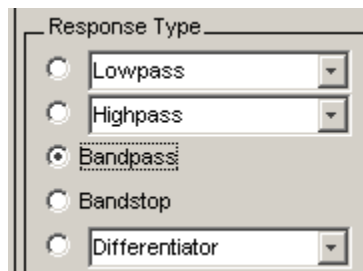 Response Type
Lowpass
Highpass
Bandpass
Bandstop
Differentiator